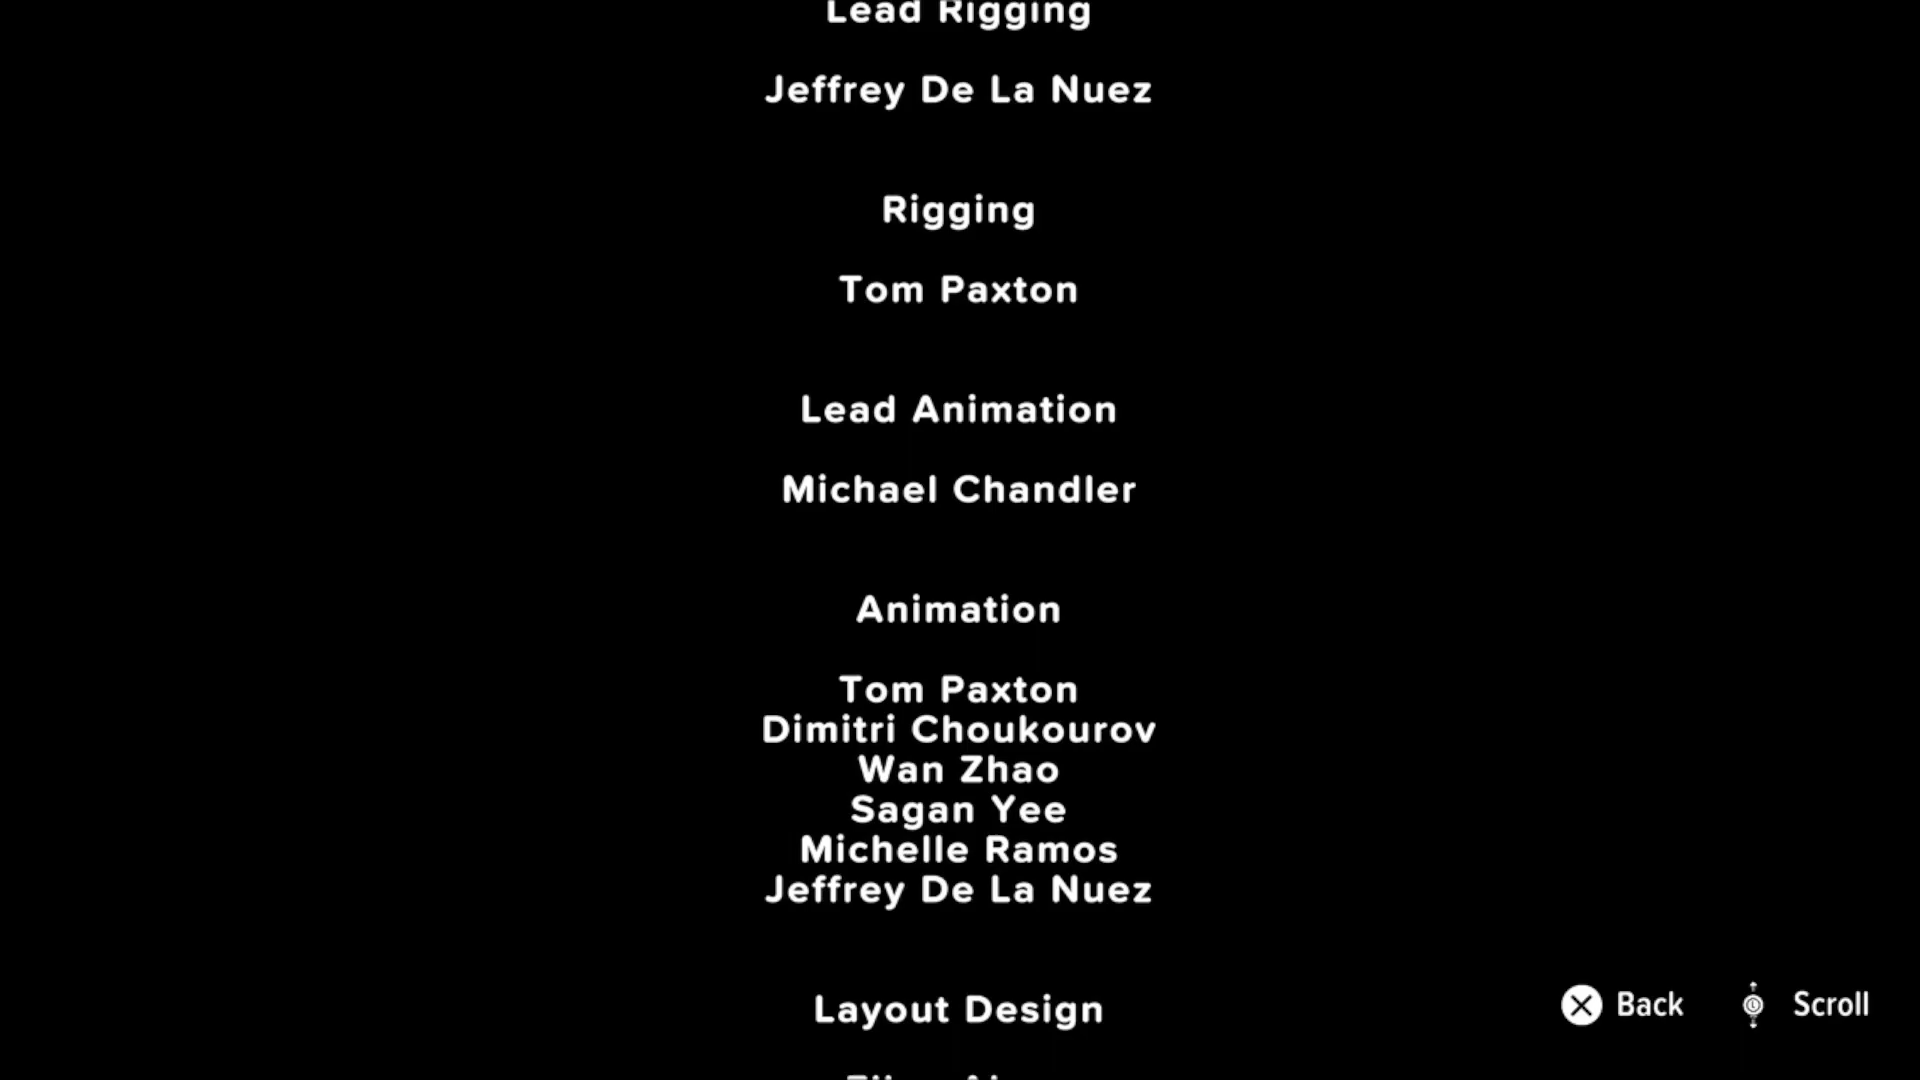 Lead Rigging
Jeffrey De La Nuez
Rigging
Tom Paxton
Lead Animation
Michael Chandler
Animation
Tom Paxton
Dimitri Choukourov
Wan Zhao
Sagan Yee
Michelle Ramos
Jeffrey De La Nuez
Layout Design
Back
Scroll